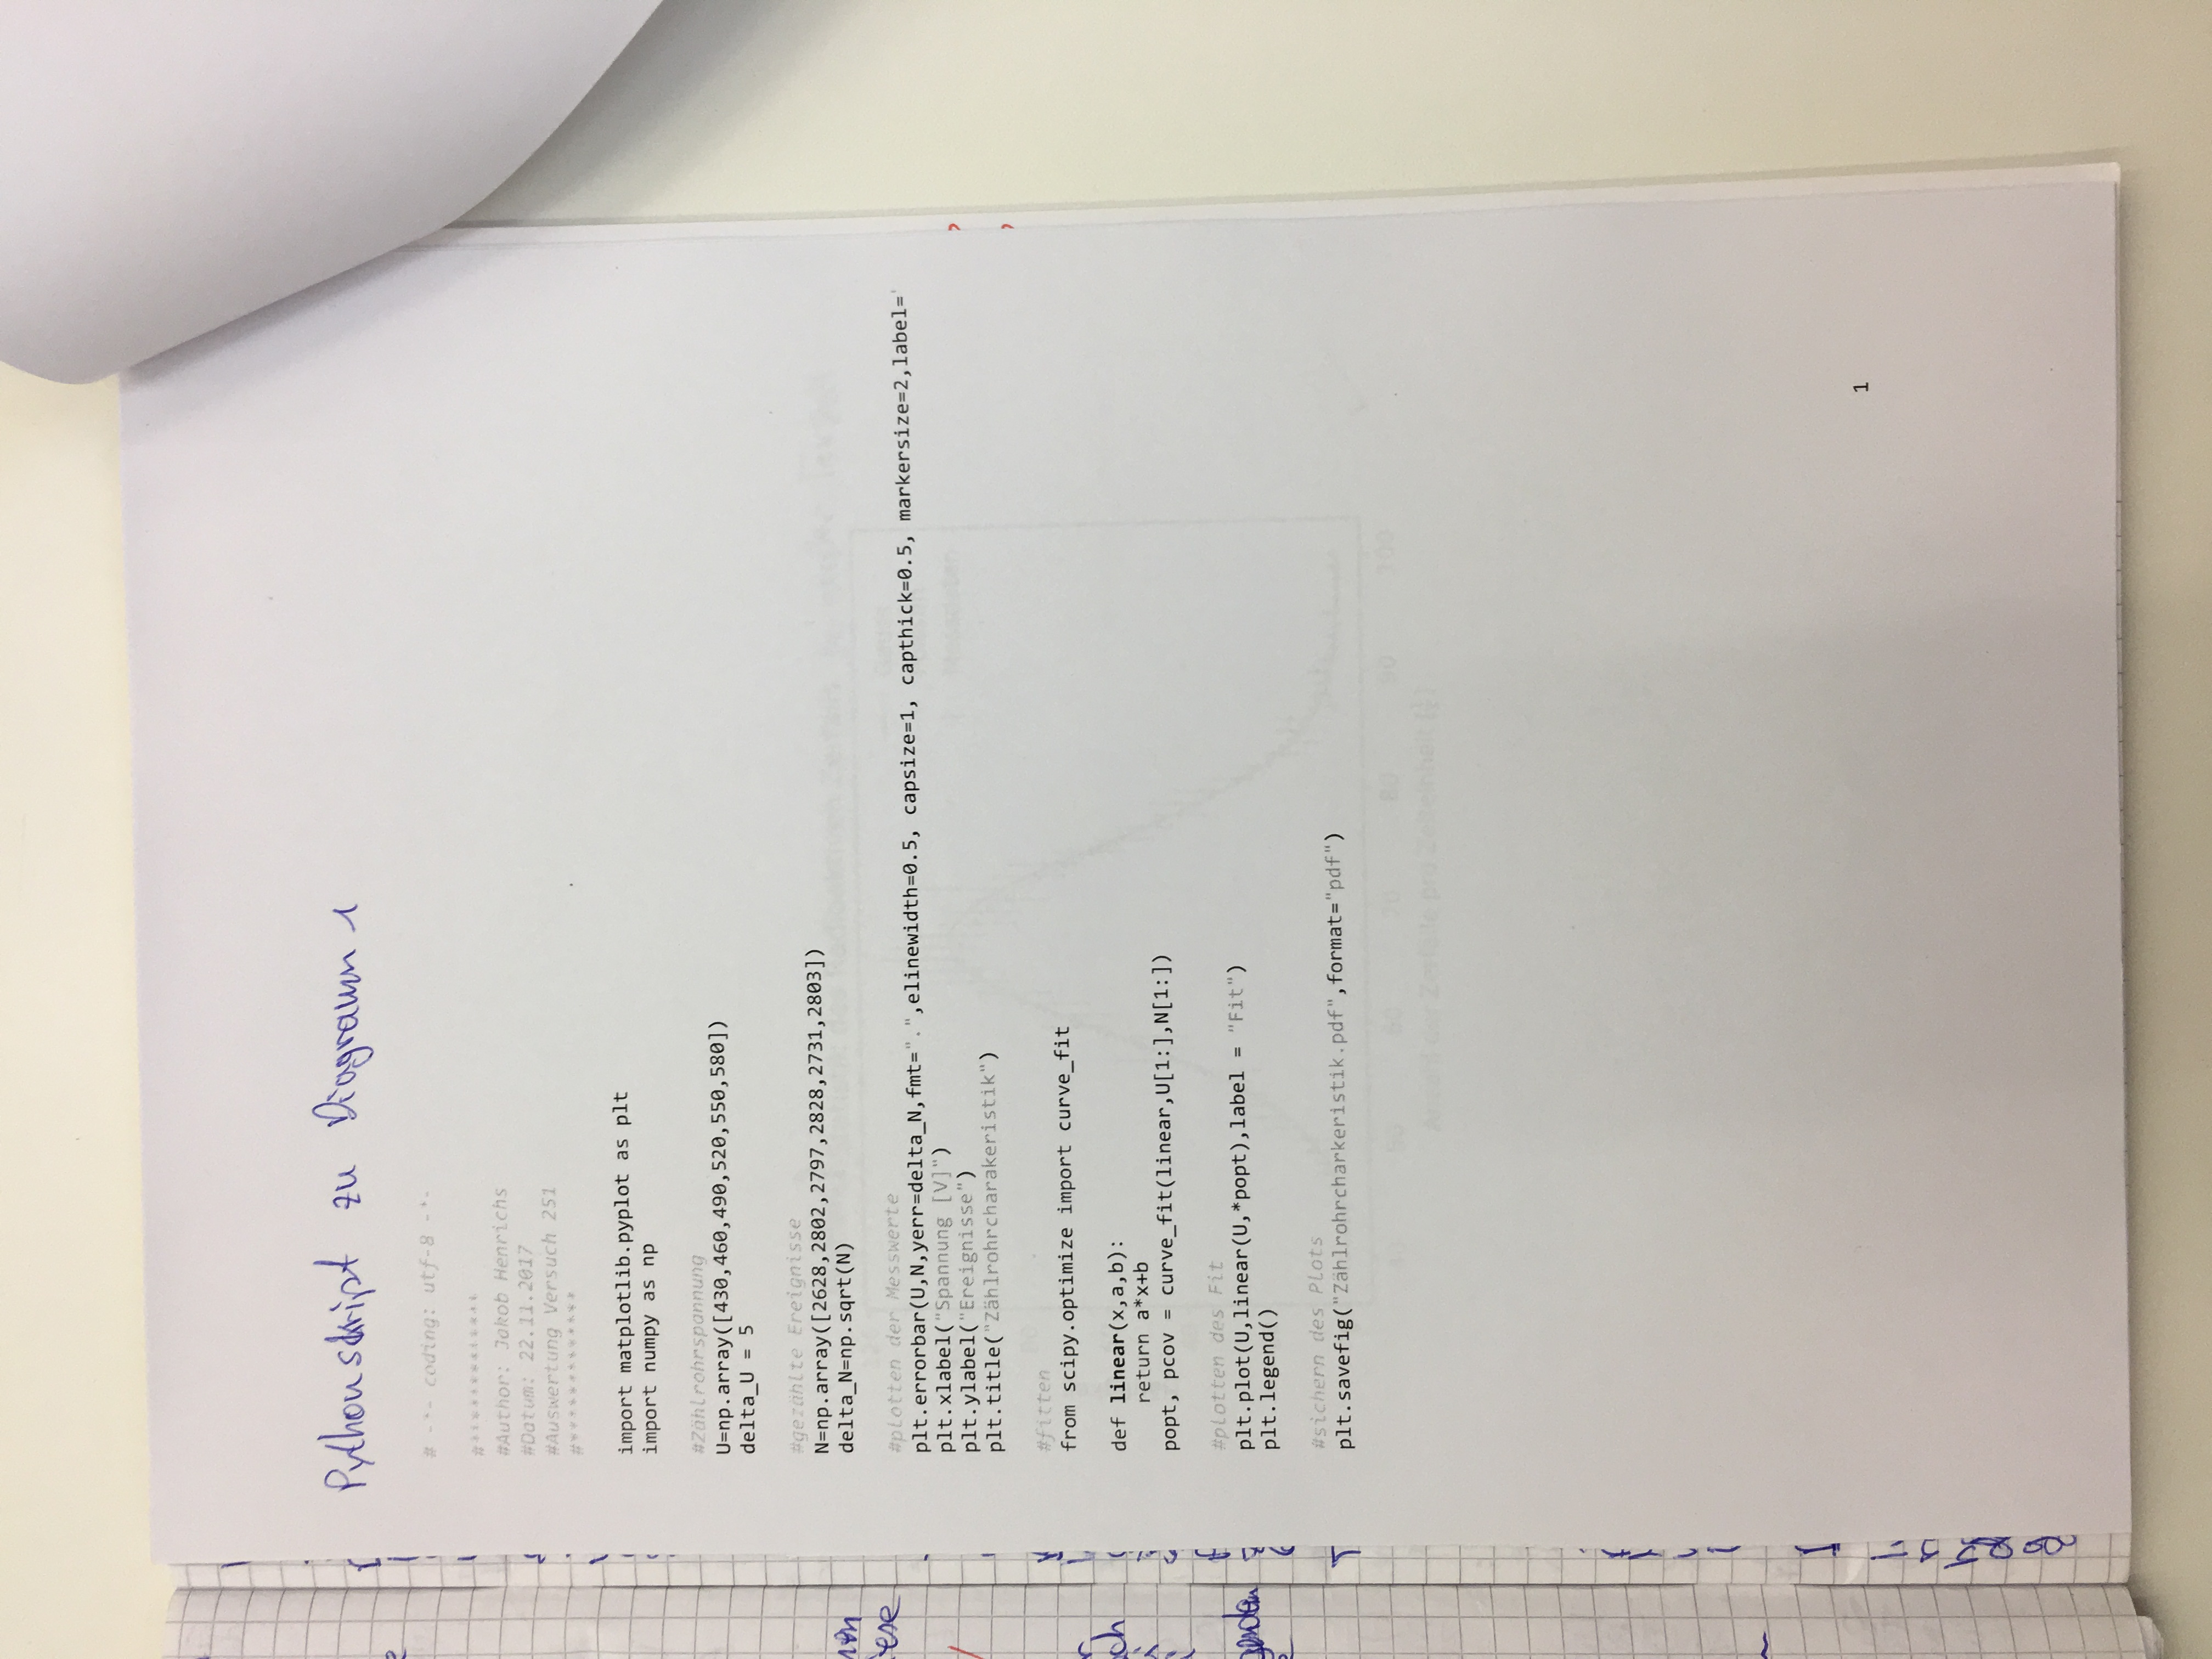 Pythonskript zu Diagramm 1
# -*- coding: utf-8 -*-
#*************
#Author: Jakob Henrichs
#Datum: 22.11.2017
#Auswertung Versuch 251
#*************
import matplotlib.pyplot as plt
import numpy as np
#Zählrohrspannung
U=np.array([430,460,490,520,550,580])
delta_U = 5
#gezählte Ereignisse
N=np.array([2628,2802,2797,2828,2731,2803])
delta_N=np.sqrt(N)
#plotten der Messwerte
plt.errorbar(U,N,yerr=delta_N,fmt=".",elinewidth=0.5, capsize=1, capthick=0.5, markersize=2,label='
plt.xlabel("Spannung [V]")
plt.ylabel("Ereignisse")
plt.title("Zählrohrcharakeristik")
#fitten
from scipy.optimize import curve_fit
def linear(x,a,b):
    return a*x+b
popt, pcov = curve_fit(linear,U[1:],N[1:])
#plotten des Fit
plt.plot(U,linear(U,*popt),label = "Fit")
plt.legend()
#sichern des Plots
plt.savefig("Zählrohrcharkeristik.pdf",format="pdf")
1